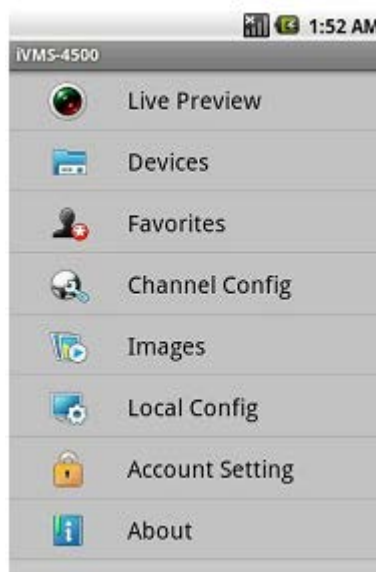 1:52 AM
iVMS-4500
Live Preview
Devices
Favorites
Channel Config
Images
Local Config
Account Setting
About